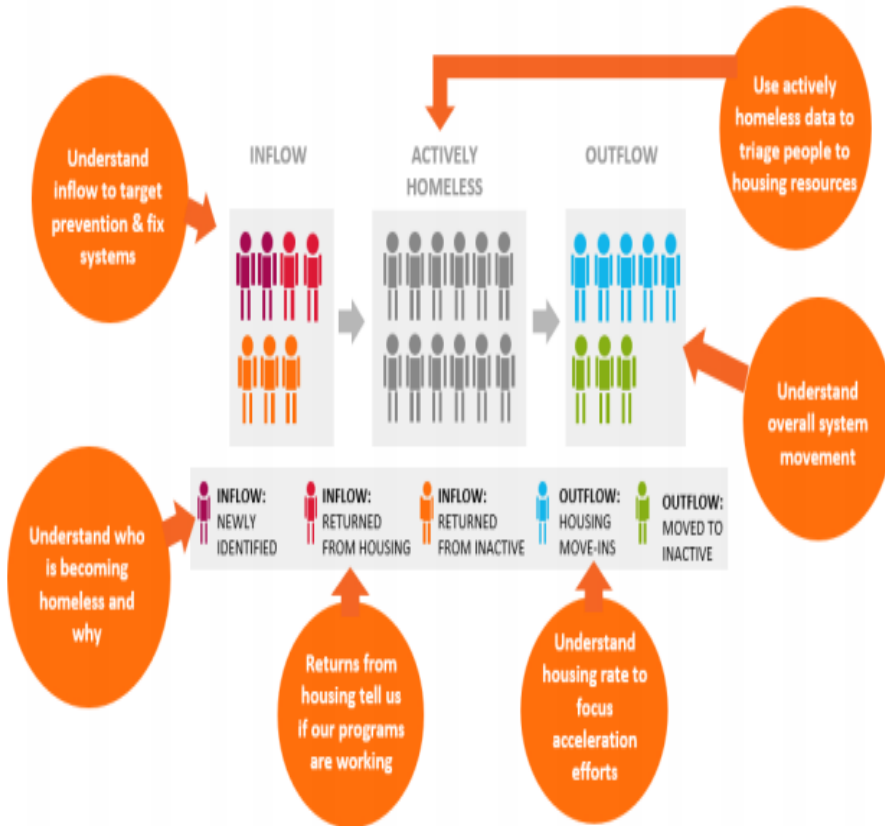 Use actively
homeless data to
triage people to
housing resources
Understand
inflow to target
prevention & fix
systems
INFLOW
ACTIVELY
HOMELESS
OUTFLOW
Understand
overall system
movement
Understand who
is becoming
homeless and
why
INFLOW:
NEWLY
IDENTIFIED
INFLOW:
RETURNED
FROM HOUSING
INFLOW:
RETURNED
FROM INACTIVE
OUTFLOW:
HOUSING
MOVE-INS
OUTFLOW:
MOVED TO
INACTIVE
Returns from
housing tell us
if our programs
are working
Understand
housing rate to
focus
acceleration
efforts